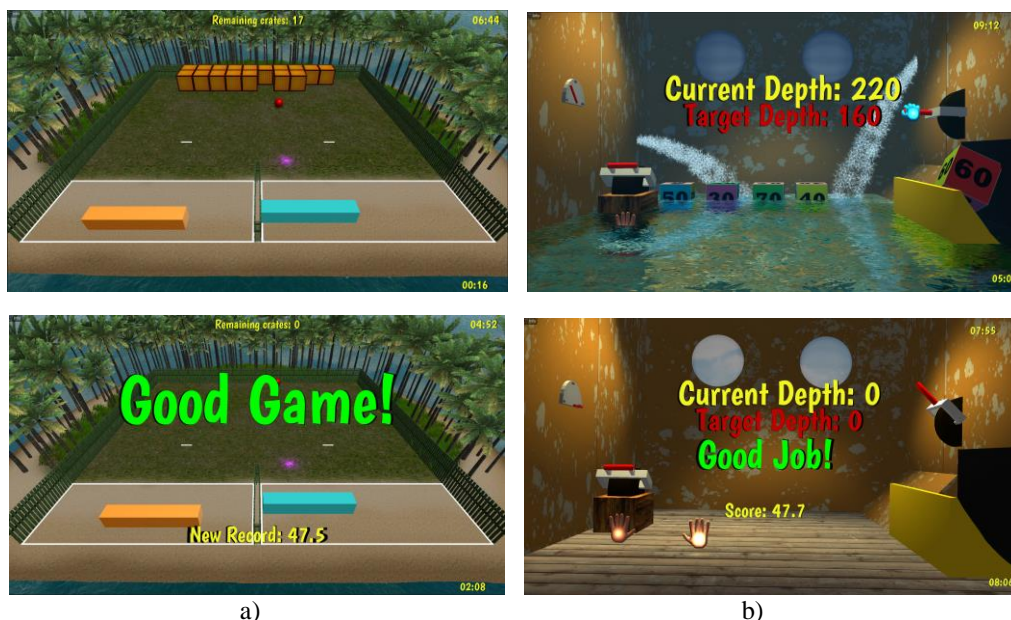 Remaining crates: 17
06:44
00:16
09:12
Current Depth: 220
Target Depth: 160
50
30
70
40
60
05:0
Remaining crates: 0
04:52
Good Game!
New Record: 47.5
02:08
07:55
Current Depth: 0
Target Depth: 0
Good Job!
Score: 47.7
08:06
a)
b)